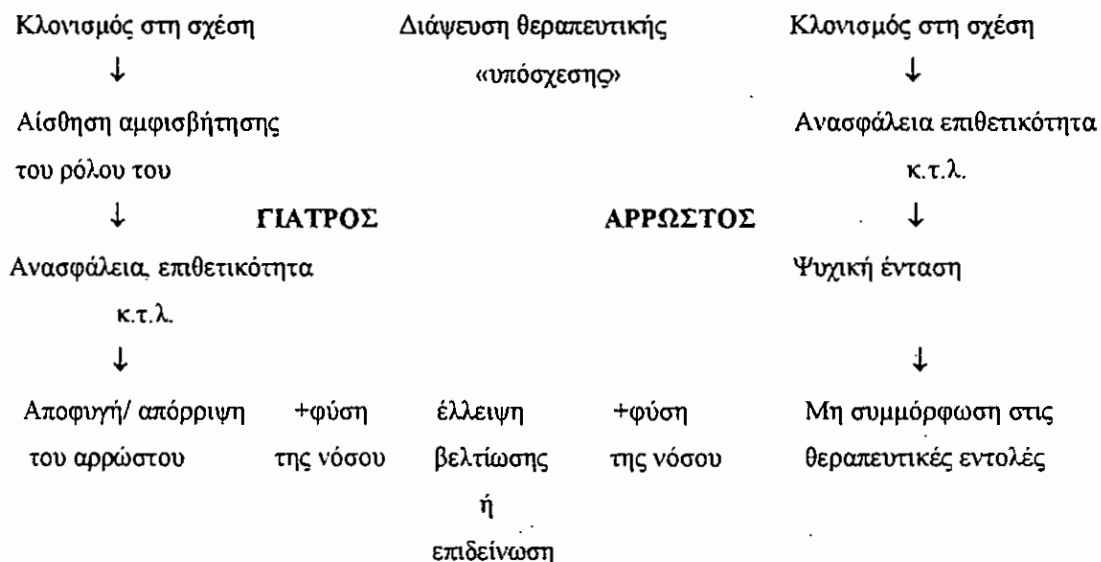 Κλονισμός στη σχέση Διάψευση θεραπευτικής Κλονισμός στη σχέση
↓ «υπόσχεσης» ↓
Αίσθηση αμφισβήτησης Ανασφάλεια επιθετικότητα
του ρόλου του κ.τ.λ.
↓ ΓΙΑΤΡΟΣ ΑΡΡΩΣΤΟΣ ↓
Ανασφάλεια, επιθετικότητα Ψυχική ένταση
κ.τ.λ.
↓ ↓
Αποφυγή/ απόρριψη +φύση έλλειψη +φύση Μη συμμόρφωση στις
του αρρώστου της νόσου βελτίωσης της νόσου θεραπευτικές εντολές
ή
επιδείνωση